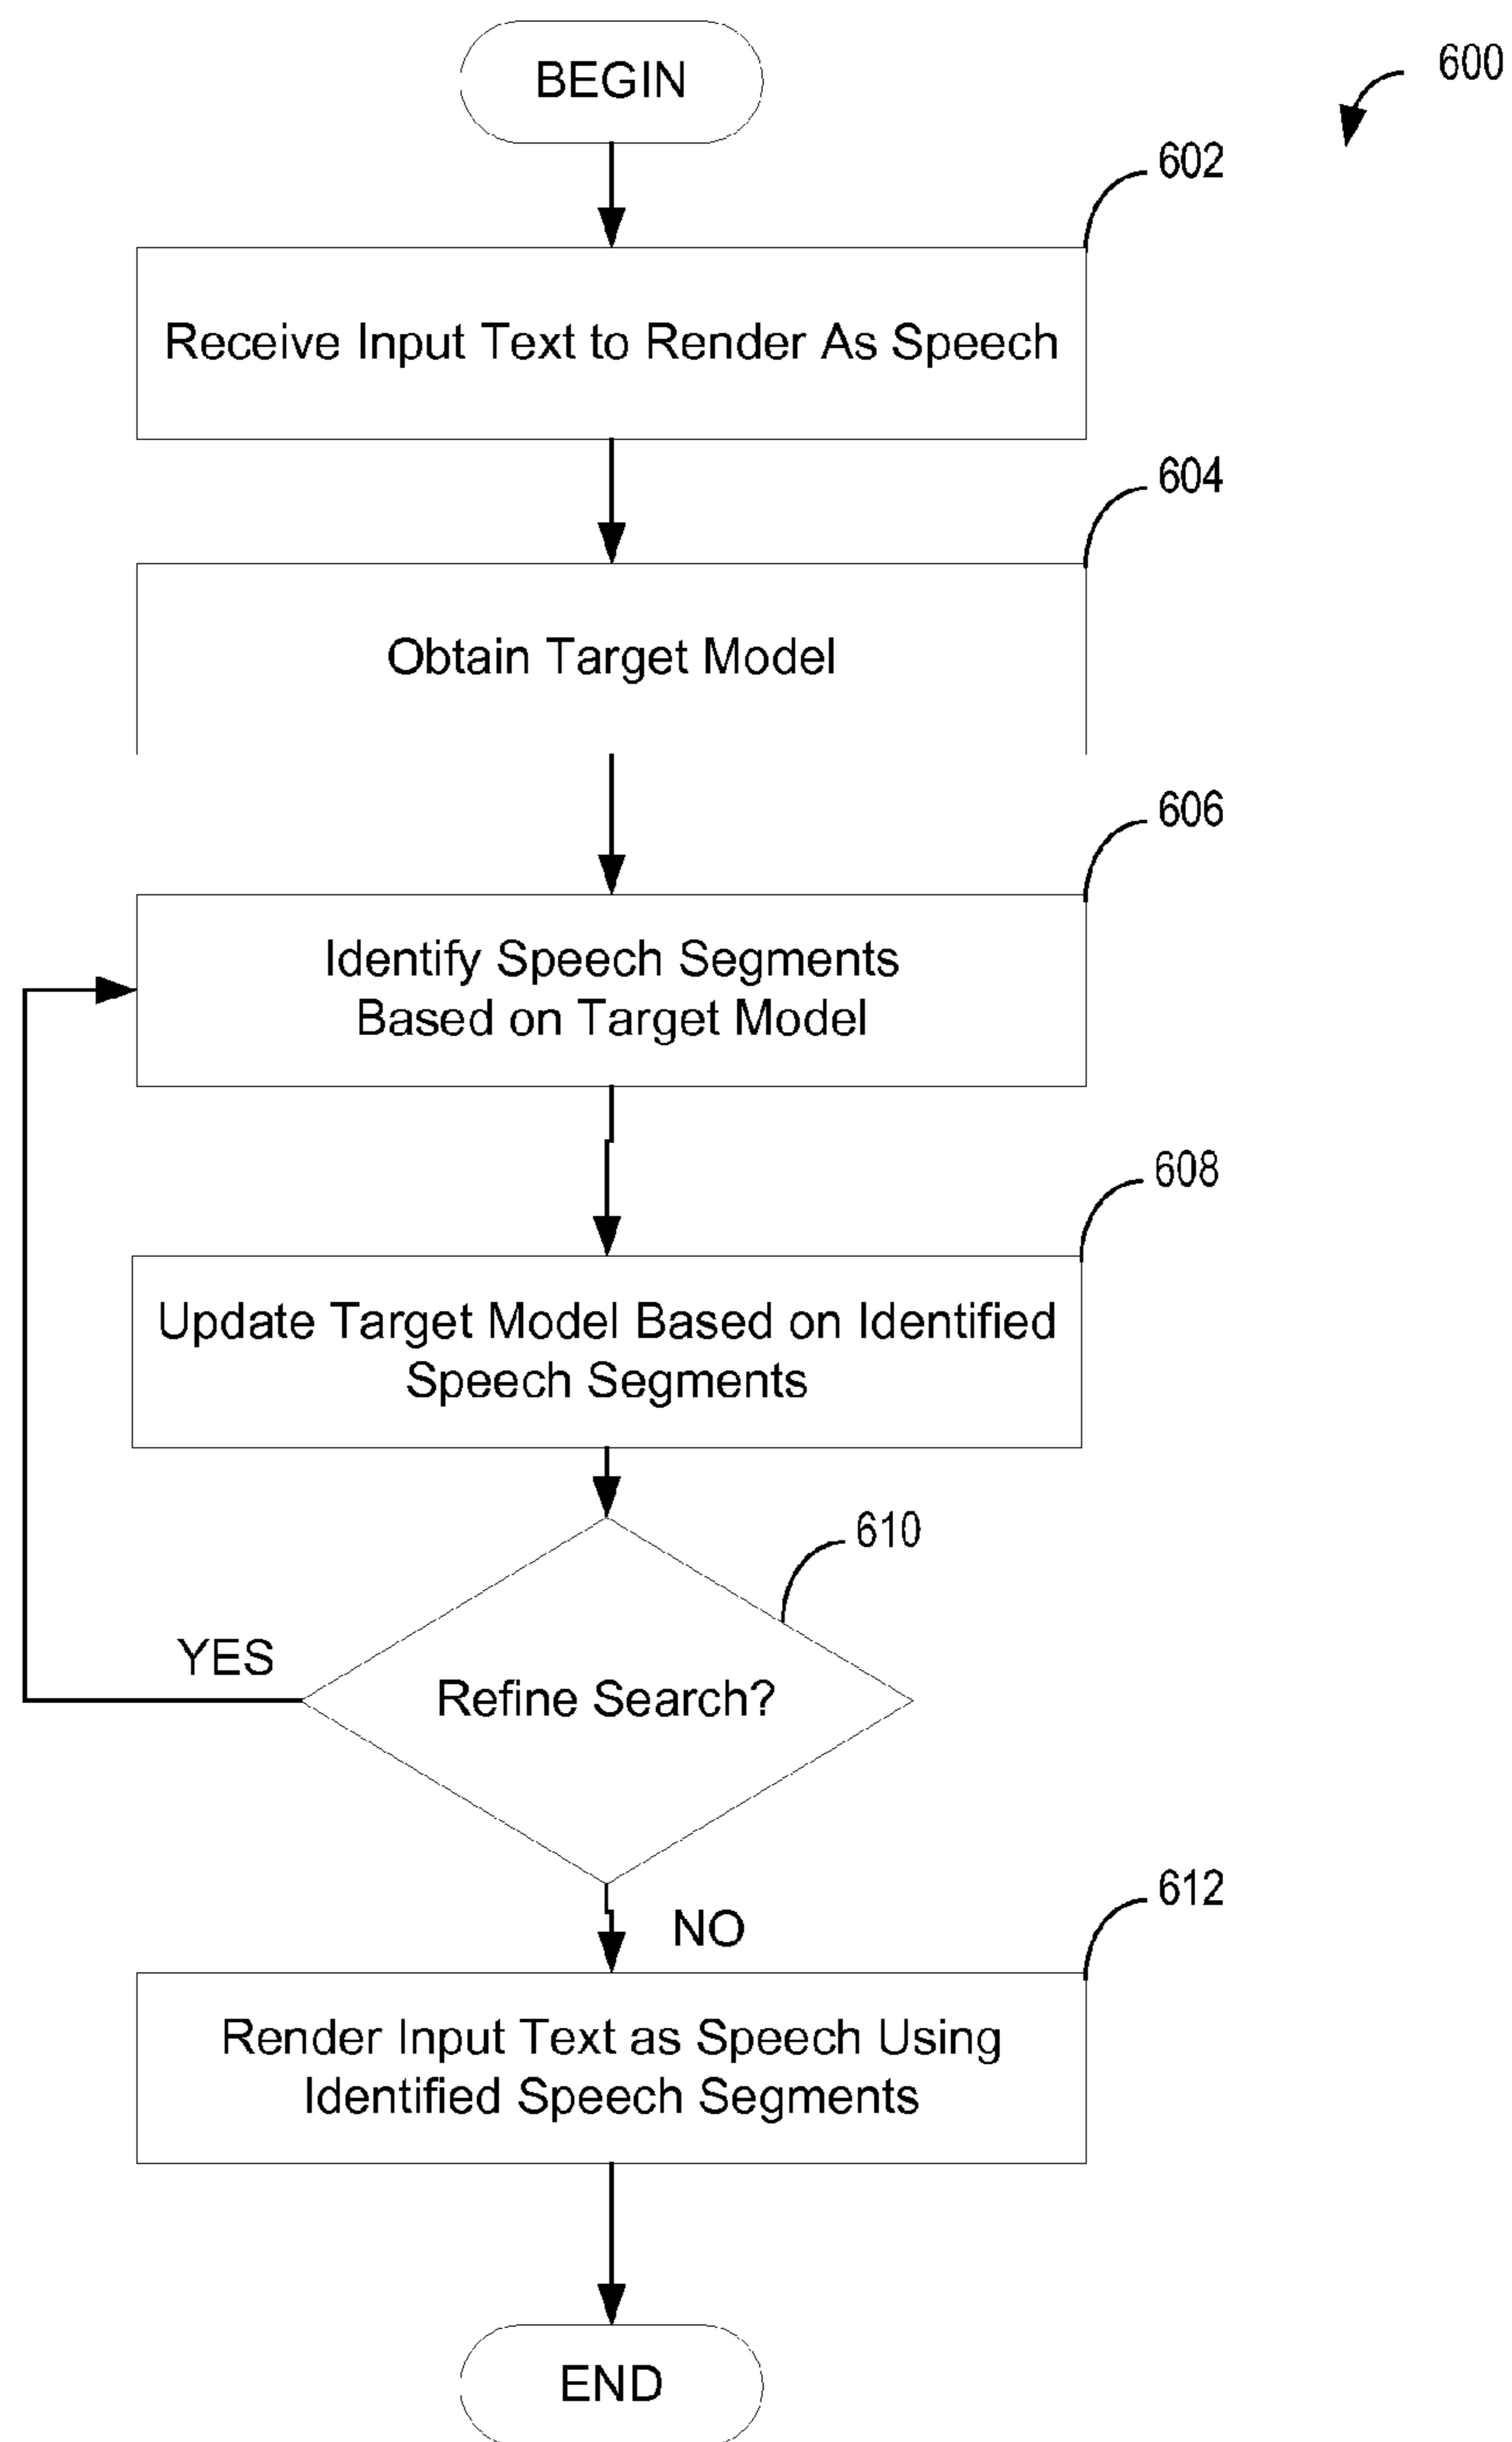 BEGIN
600
602
Receive Input Text to Render As Speech
604
Obtain Target Model
606
Identify Speech Segments
Based on Target Model
608
Update Target Model Based on Identified
Speech Segments
610
YES
Refine Search?
NO
612
Render Input Text as Speech Using
Identified Speech Segments
END